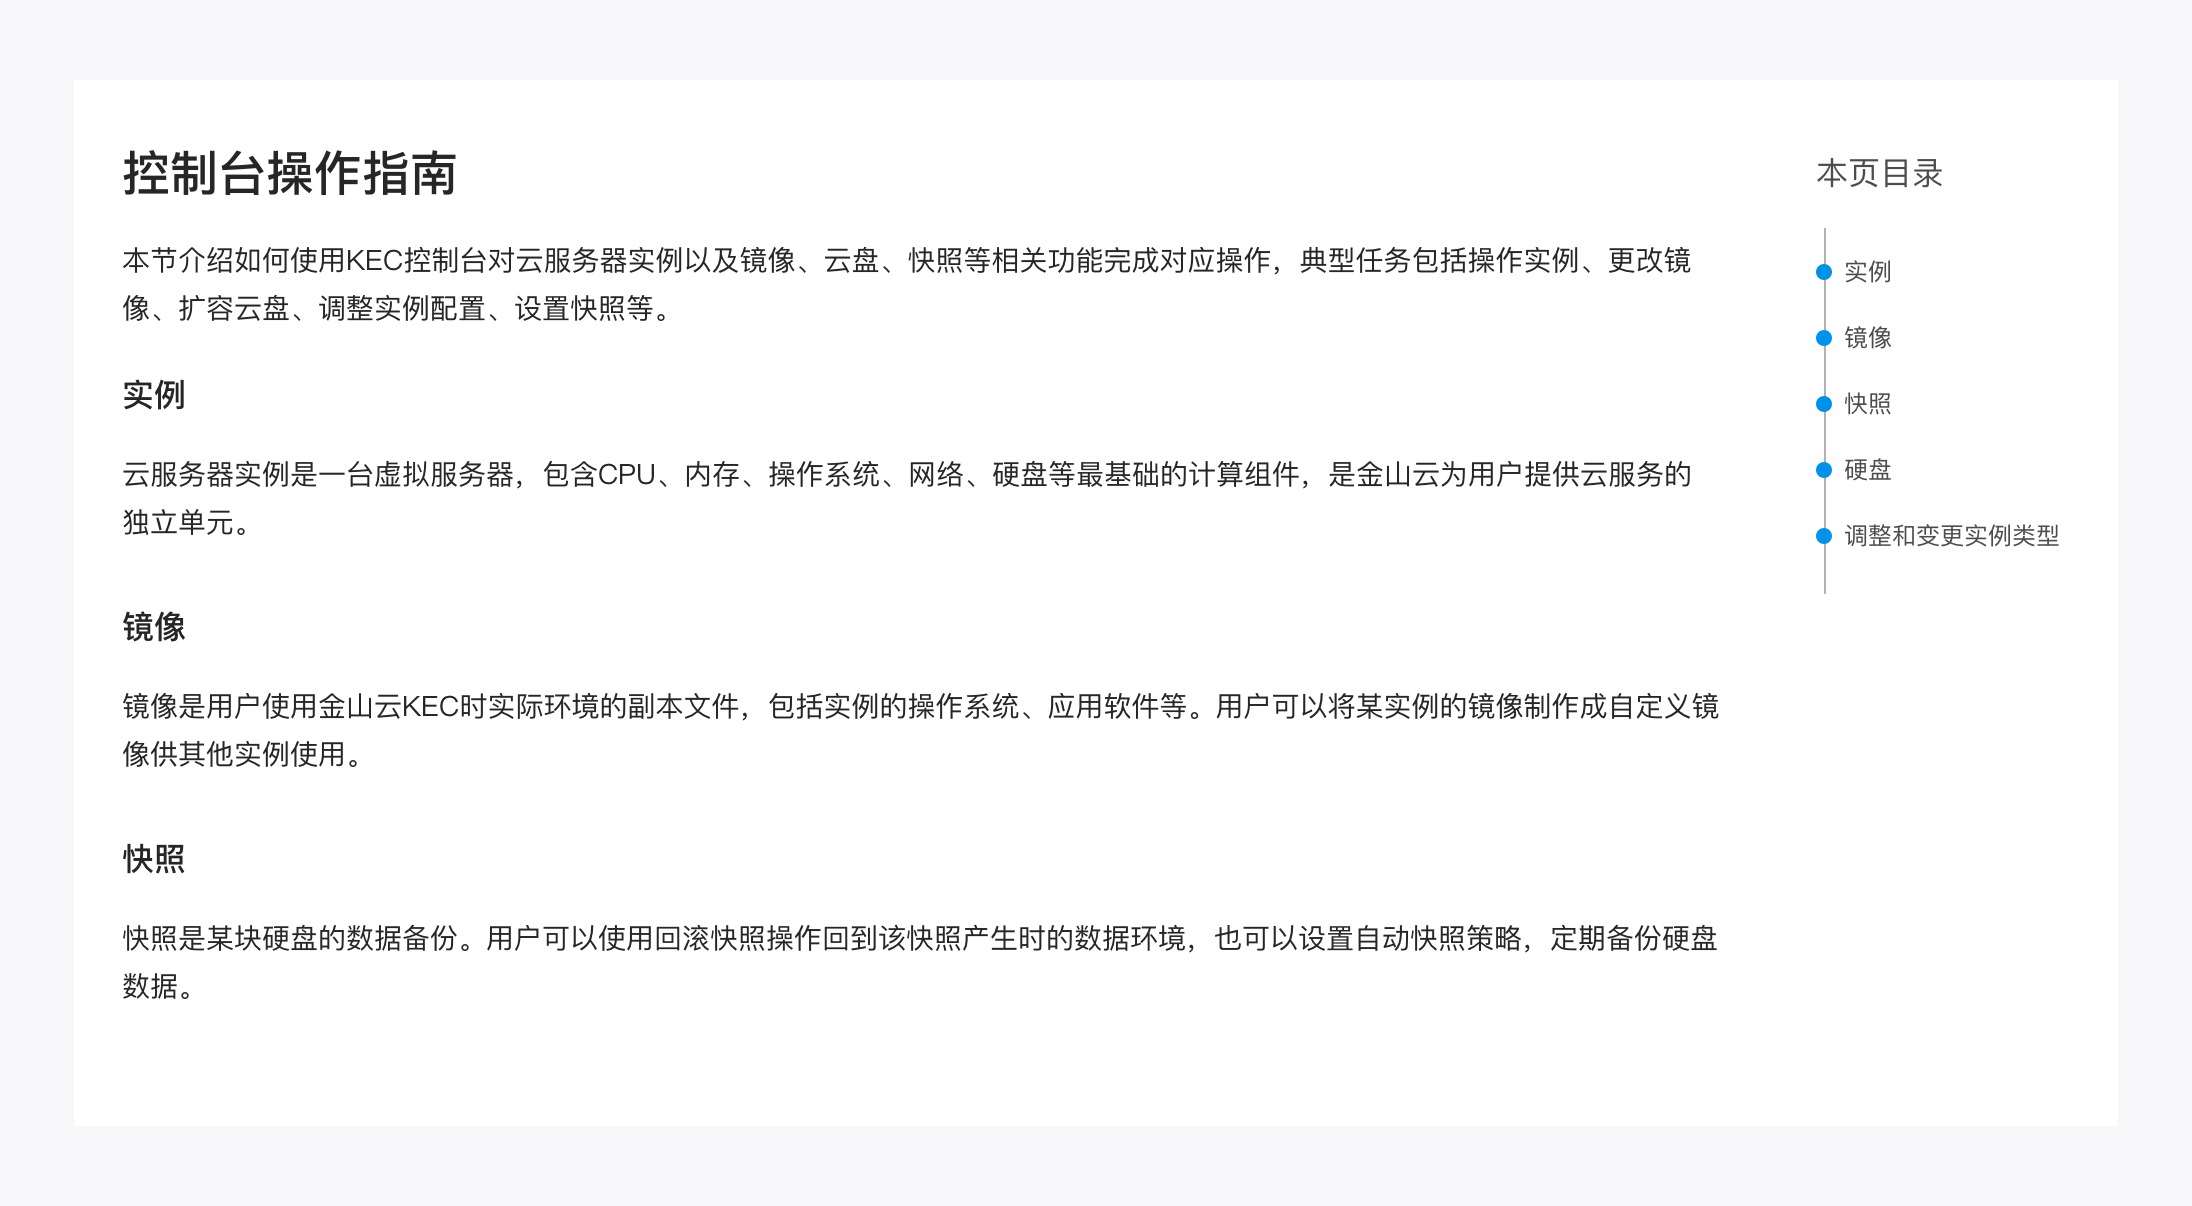 控制台操作指南
本节介绍如何使用KEC控制台对云服务器实例以及镜像、云盘、快照等相关功能完成对应操作，典型任务包括操作实例、更改镜
像、扩容云盘、调整实例配置、设置快照等。
实例
云服务器实例是一台虚拟服务器，包含CPU、内存、操作系统、网络、硬盘等最基础的计算组件，是金山云为用户提供云服务的
独立单元。
镜像
镜像是用户使用金山云KEC时实际环境的副本文件，包括实例的操作系统、应用软件等。用户可以将某实例的镜像制作成自定义镜
像供其他实例使用。
快照
快照是某块硬盘的数据备份。用户可以使用回滚快照操作回到该快照产生时的数据环境，也可以设置自动快照策略，定期备份硬盘
数据。
本页目录
实例
镜像
快照
硬盘
调整和变更实例类型